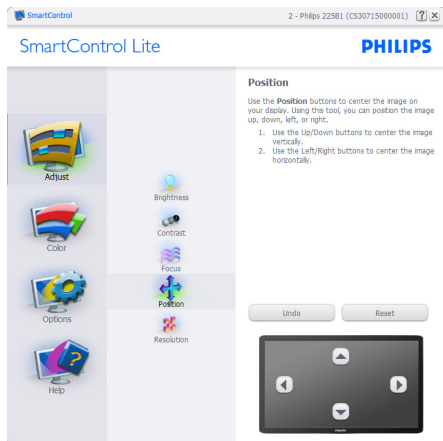 SmartControl
2 - Philips 225B1 (CS30715000001)
SmartControl Lite
PHILIPS
Adjust
Color
Options
Help
Brightness
Contrast
Focus
Position
Resolution
Position
Use the Position buttons to center the image on
your display. Using this tool, you can position the image
up, down, left, or right.
1. Use the Up/Down buttons to center the image
vertically.
2. Use the Left/Right buttons to center the image
horizontally.
Undo
Reset
PHILIPS